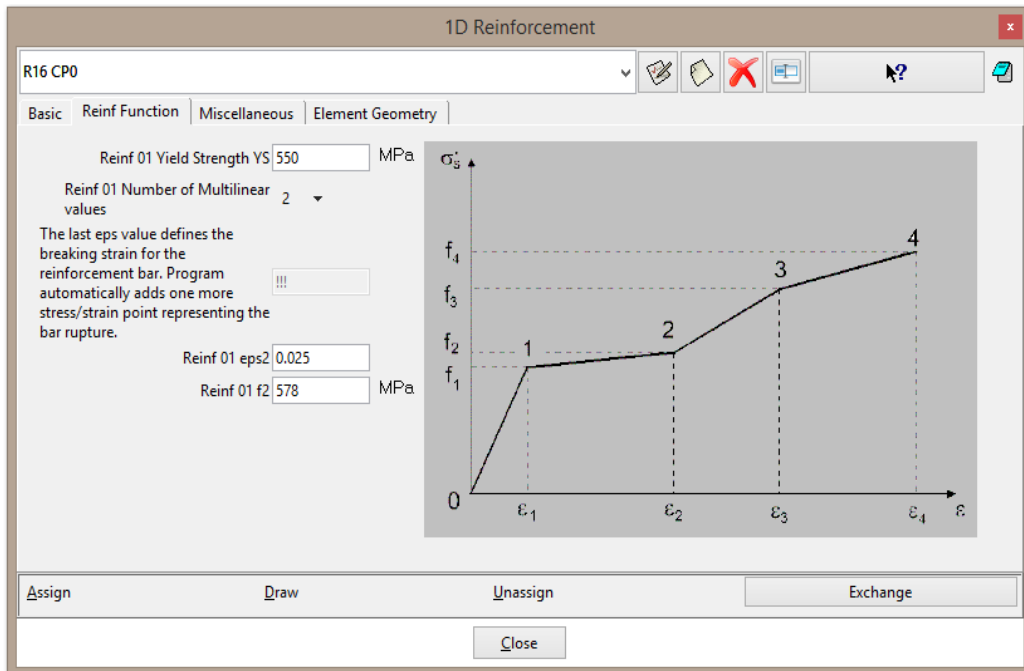 1D Reinforcement
x
R16 CP0
?
Basic
Reinf Function
Miscellaneous
Element Geometry
Reinf 01 Yield Strength YS 550 MPa
Reinf 01 Number of Multilinear
values
2
The last eps value defines the
breaking strain for the
reinforcement bar. Program
automatically adds one more
stress/strain point representing the
bar rupture.
!!!
Reinf 01 eps2 0.025
Reinf 01 f2 578 MPa
σs
f4
f3
f2
f1
1
2
3
4
0
ε1
ε2
ε3
ε4
ε
Assign
Draw
Unassign
Exchange
Close